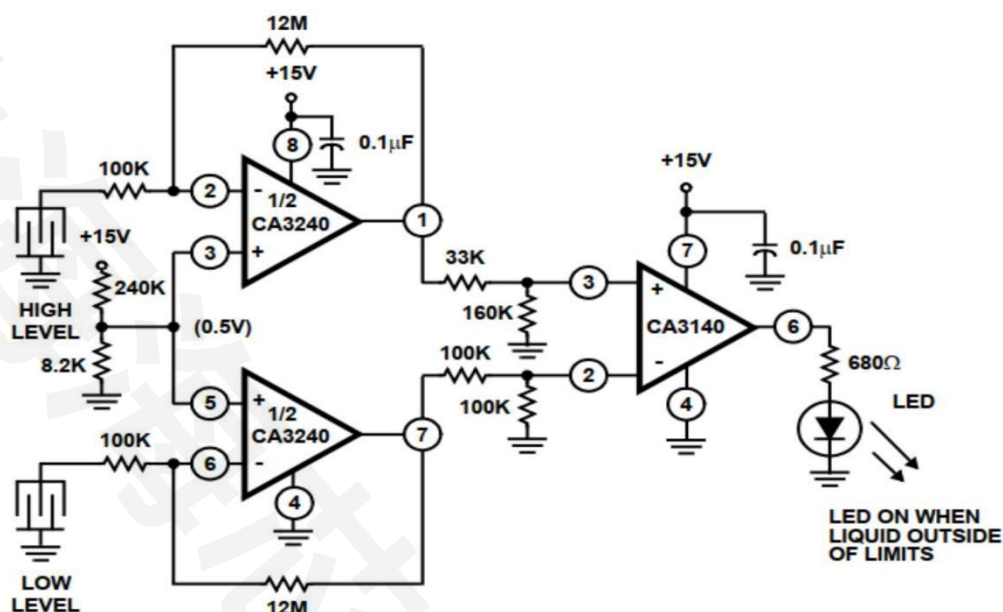 12M
+15V
8
0.1µF
100K
2
-
1/2
CA3240
1
+15V
3
+
240K
33K
3
+15V
7
0.1µF
HIGH
LEVEL
(0.5V)
160K
+
CA3140
6
8.2K
100K
2
-
680Ω
5
+
1/2
CA3240
7
100K
4
LED
100K
6
-
4
LOW
LEVEL
12M
LED ON WHEN
LIQUID OUTSIDE
OF LIMITS